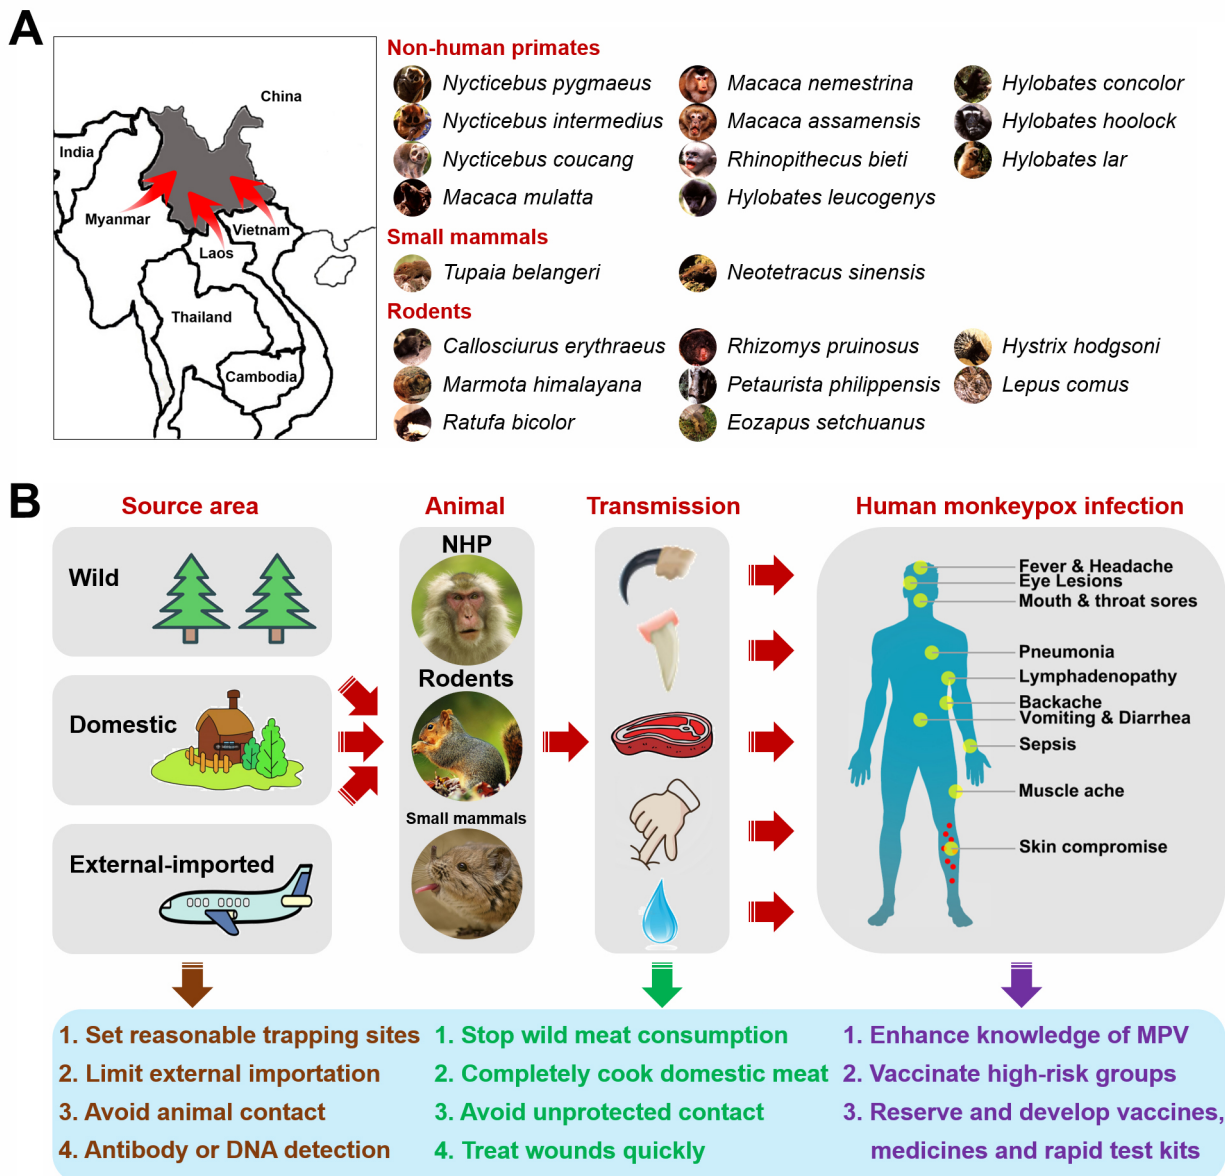 A
China
India
Myanmar
Vietnam
Laos
Thailand
Cambodia
Non-human primates
Nycticebus pygmaeus
Macaca nemestrina
Hylobates concolor
Nycticebus intermedius
Macaca assamensis
Hylobates hoolock
Nycticebus coucang
Rhinopithecus bieti
Hylobates lar
Macaca mulatta
Hylobates leucogenys
Small mammals
Tupaia belangeri
Neotetracus sinensis
Rodents
Callosciurus erythraeus
Rhizomys pruinosus
Hystrix hodgsoni
Marmota himalayana
Petaurista philippensis
Lepus comus
Ratufa bicolor
Eozapus setchuanus
B
Source area
Animal
Transmission
Human monkeypox infection
Wild
Domestic
External-imported
NHP
Rodents
Small mammals
Fever & Headache
Eye Lesions
Mouth & throat sores
Pneumonia
Lymphadenopathy
Backache
Vomiting & Diarrhea
Sepsis
Muscle ache
Skin compromise
1. Set reasonable trapping sites
2. Limit external importation
3. Avoid animal contact
4. Antibody or DNA detection
1. Stop wild meat consumption
2. Completely cook domestic meat
3. Avoid unprotected contact
4. Treat wounds quickly
1. Enhance knowledge of MPV
2. Vaccinate high-risk groups
3. Reserve and develop vaccines,
medicines and rapid test kits